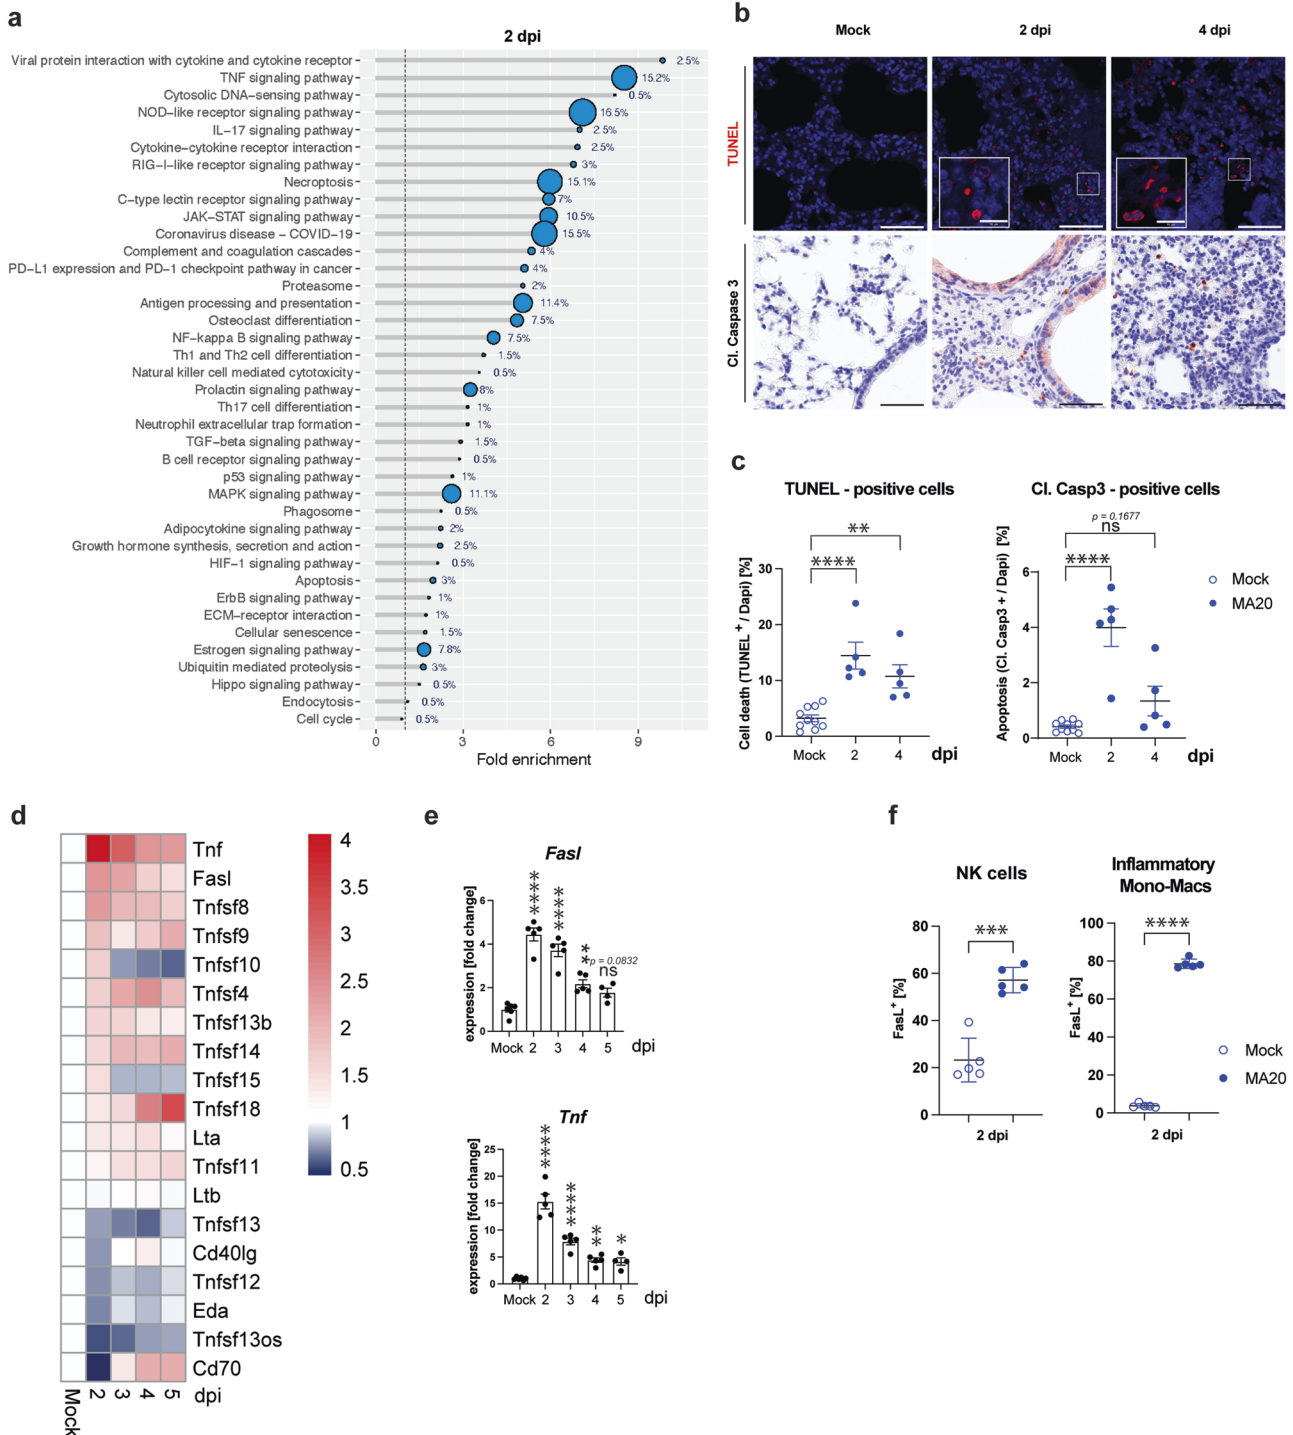 a
2 dpi
Viral protein interaction with cytokine and cytokine receptor 2.5%
TNF signaling pathway 15.2%
Cytosolic DNA-sensing pathway 0.5%
NOD-like receptor signaling pathway 16.5%
IL-17 signaling pathway 2.5%
Cytokine-cytokine receptor interaction 2.5%
RIG-I-like receptor signaling pathway 3%
Necroptosis 15.1%
C-type lectin receptor signaling pathway 7%
JAK-STAT signaling pathway 10.5%
Coronavirus disease - COVID-19 15.5%
Complement and coagulation cascades 4%
PD-L1 expression and PD-1 checkpoint pathway in cancer 4%
Proteasome 2%
Antigen processing and presentation 11.4%
Osteoclast differentiation 7.5%
NF-kappa B signaling pathway 7.5%
Th1 and Th2 cell differentiation 1.5%
Natural killer cell mediated cytotoxicity 0.5%
Prolactin signaling pathway 8%
Th17 cell differentiation 1%
Neutrophil extracellular trap formation 1%
TGF-beta signaling pathway 1.5%
B cell receptor signaling pathway 0.5%
p53 signaling pathway 1%
MAPK signaling pathway 11.1%
Phagosome 0.5%
Adipocytokine signaling pathway 2%
Growth hormone synthesis, secretion and action 2.5%
HIF-1 signaling pathway 0.5%
Apoptosis 3%
ErbB signaling pathway 1%
ECM-receptor interaction 1%
Cellular senescence 1.5%
Estrogen signaling pathway 7.8%
Ubiquitin mediated proteolysis 3%
Hippo signaling pathway 0.5%
Endocytosis 0.5%
Cell cycle 0.5%
0 3 6 9
Fold enrichment
b
Mock 2 dpi 4 dpi
TUNEL
Cl. Caspase 3
c
TUNEL - positive cells
Cell death (TUNEL + / Dapi) [%]
30
20
10
0
**
****
Mock 2 4 dpi
Cl. Casp3 - positive cells
Apoptosis (Cl. Casp3 + / Dapi) [%]
6
4
2
0
p = 0.1677
ns
****
Mock 2 4 dpi
Mock
MA20
d
Tnf
Fasl
Tnfsf8
Tnfsf9
Tnfsf10
Tnfsf4
Tnfsf13b
Tnfsf14
Tnfsf15
Tnfsf18
Lta
Tnfsf11
Ltb
Tnfsf13
Cd40lg
Tnfsf12
Eda
Tnfsf13os
Cd70
Mock 2 3 4 5 dpi
4
3.5
3
2.5
2
1.5
1
0.5
e
Fasl
expression [fold change]
6
4
2
0
****
****
**
p = 0.0832
ns
Mock 2 3 4 5 dpi
Tnf
expression [fold change]
25
20
15
10
5
0
****
****
**
*
Mock 2 3 4 5 dpi
f
NK cells
FasL+ [%]
80
60
40
20
0
***
2 dpi
Inflammatory
Mono-Macs
FasL+ [%]
100
80
60
40
20
0
****
2 dpi
Mock
MA20